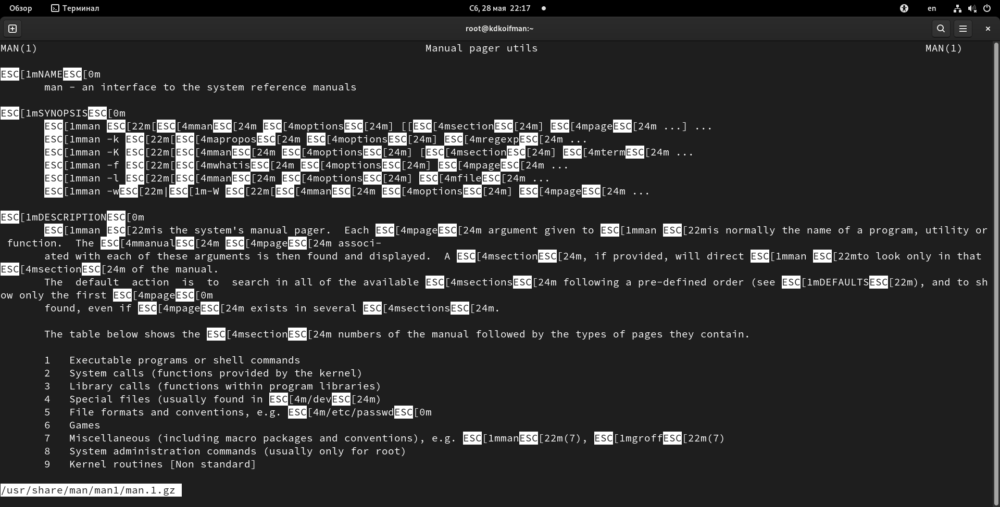 Обзор Терминал Сб, 28 мая 22:17 en
root@kdkoifman:~
MAN(1) Manual pager utils MAN(1)
ESC[1mNAMEESC[0m
man - an interface to the system reference manuals
ESC[1mSYNOPSISESC[0m
ESC[1mman ESC[22m[ESC[4mmanESC[24m ESC[4moptionsESC[24m] [[ESC[4msectionESC[24m] ESC[4mpageESC[24m ...] ...
ESC[1mman -k ESC[22m[ESC[4maproposESC[24m ESC[4moptionsESC[24m] ESC[4mregexpESC[24m ...
ESC[1mman -K ESC[22m[ESC[4mmanESC[24m ESC[4moptionsESC[24m] [ESC[4msectionESC[24m] ESC[4mtermESC[24m ...
ESC[1mman -f ESC[22m[ESC[4mwhatisESC[24m ESC[4moptionsESC[24m] ESC[4mpageESC[24m ...
ESC[1mman -l ESC[22m[ESC[4mmanESC[24m ESC[4moptionsESC[24m] ESC[4mfileESC[24m ...
ESC[1mman -wESC[22m|ESC[1m-W ESC[22m[ESC[4mmanESC[24m ESC[4moptionsESC[24m] ESC[4mpageESC[24m ...
ESC[1mDESCRIPTIONESC[0m
ESC[1mman ESC[22mis the system's manual pager.  Each ESC[4mpageESC[24m argument given to ESC[1mman ESC[22mis normally the name of a program, utility or
function.  The ESC[4mmanualESC[24m ESC[4mpageESC[24m associ-
ated with each of these arguments is then found and displayed.  A ESC[4msectionESC[24m, if provided, will direct ESC[1mman ESC[22mto look only in that
ESC[4msectionESC[24m of the manual.
The  default  action  is  to  search in all of the available ESC[4msectionsESC[24m following a pre-defined order (see ESC[1mDEFAULTSESC[22m), and to sh
ow only the first ESC[4mpageESC[0m
found, even if ESC[4mpageESC[24m exists in several ESC[4msectionsESC[24m.
The table below shows the ESC[4msectionESC[24m numbers of the manual followed by the types of pages they contain.
1   Executable programs or shell commands
2   System calls (functions provided by the kernel)
3   Library calls (functions within program libraries)
4   Special files (usually found in ESC[4m/devESC[24m)
5   File formats and conventions, e.g. ESC[4m/etc/passwdESC[0m
6   Games
7   Miscellaneous (including macro packages and conventions), e.g. ESC[1mmanESC[22m(7), ESC[1mgroffESC[22m(7)
8   System administration commands (usually only for root)
9   Kernel routines [Non standard]
/usr/share/man/man1/man.1.gz